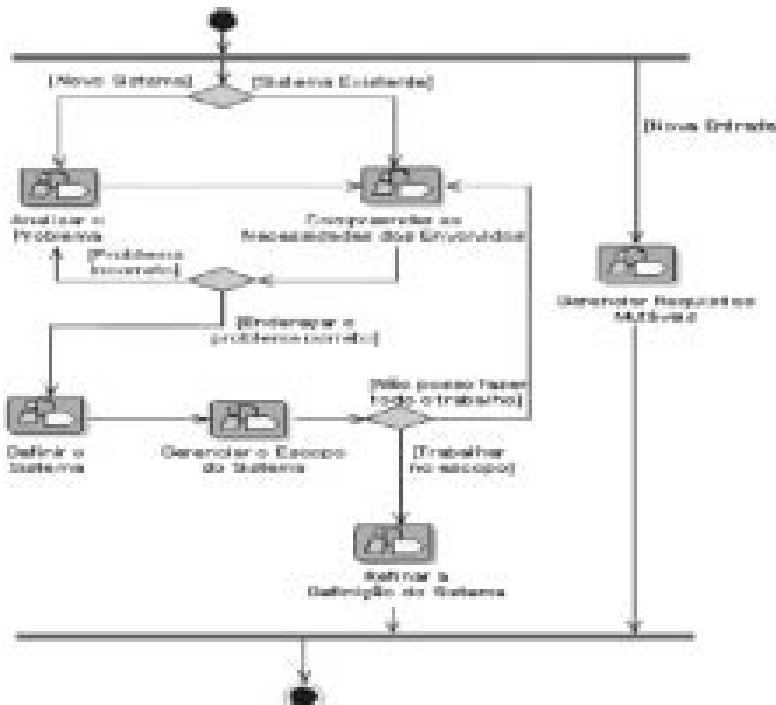 [Novo Sistema]
[Sistema Existente]
[Nova Entrada]
Analisar o
Problema
Compreender as
Necessidades dos Envolvidos
[Problema
Incorreto]
Gerenciar Requisitos
Mutáveis
[Endereçar o
problema correto]
[Não posso fazer
todo o trabalho]
Definir o
Sistema
Gerenciar o Escopo
do Sistema
[Trabalhar
no escopo]
Refinar a
Definição do Sistema